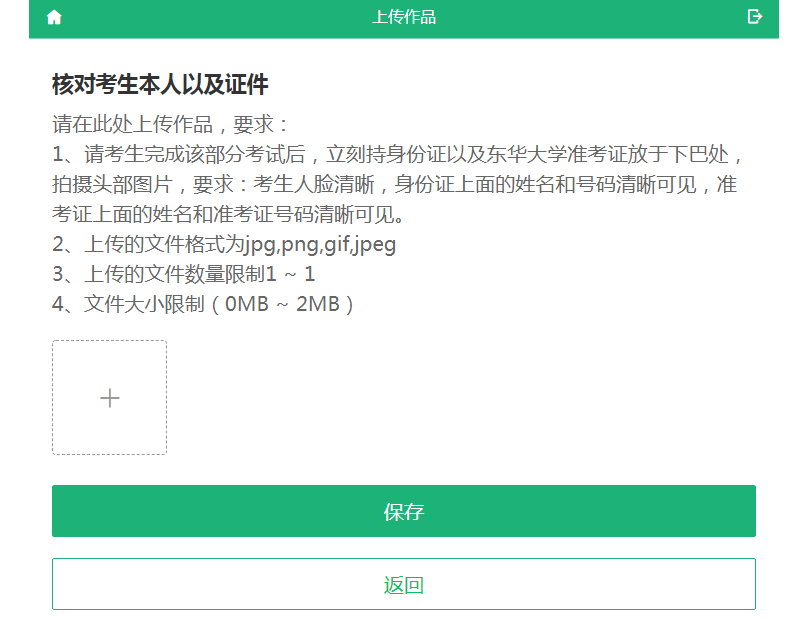 上传作品
核对考生本人以及证件
请在此处上传作品，要求：
1、请考生完成该部分考试后，立刻持身份证以及东华大学准考证放于下巴处，
拍摄头部图片，要求：考生人脸清晰，身份证上面的姓名和号码清晰可见，准
考证上面的姓名和准考证号码清晰可见。
2、上传的文件格式为jpg,png,gif,jpeg
3、上传的文件数量限制1 ~ 1
4、文件大小限制（0MB ~ 2MB）
保存
返回